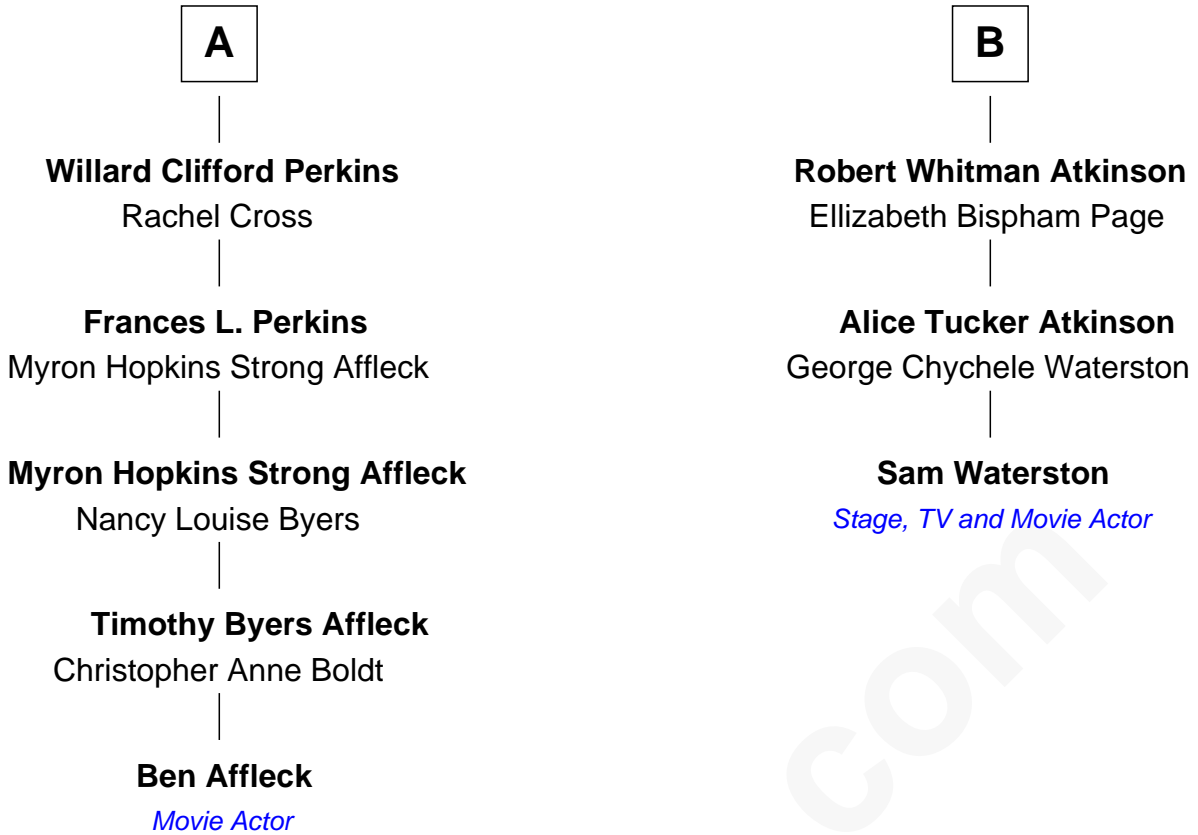 A
Willard Clifford Perkins
Rachel Cross
Frances L. Perkins
Myron Hopkins Strong Affleck
Myron Hopkins Strong Affleck
Nancy Louise Byers
Timothy Byers Affleck
Christopher Anne Boldt
Ben Affleck
Movie Actor
B
Robert Whitman Atkinson
Ellizabeth Bispham Page
Alice Tucker Atkinson
George Chychele Waterston
Sam Waterston
Stage, TV and Movie Actor
com